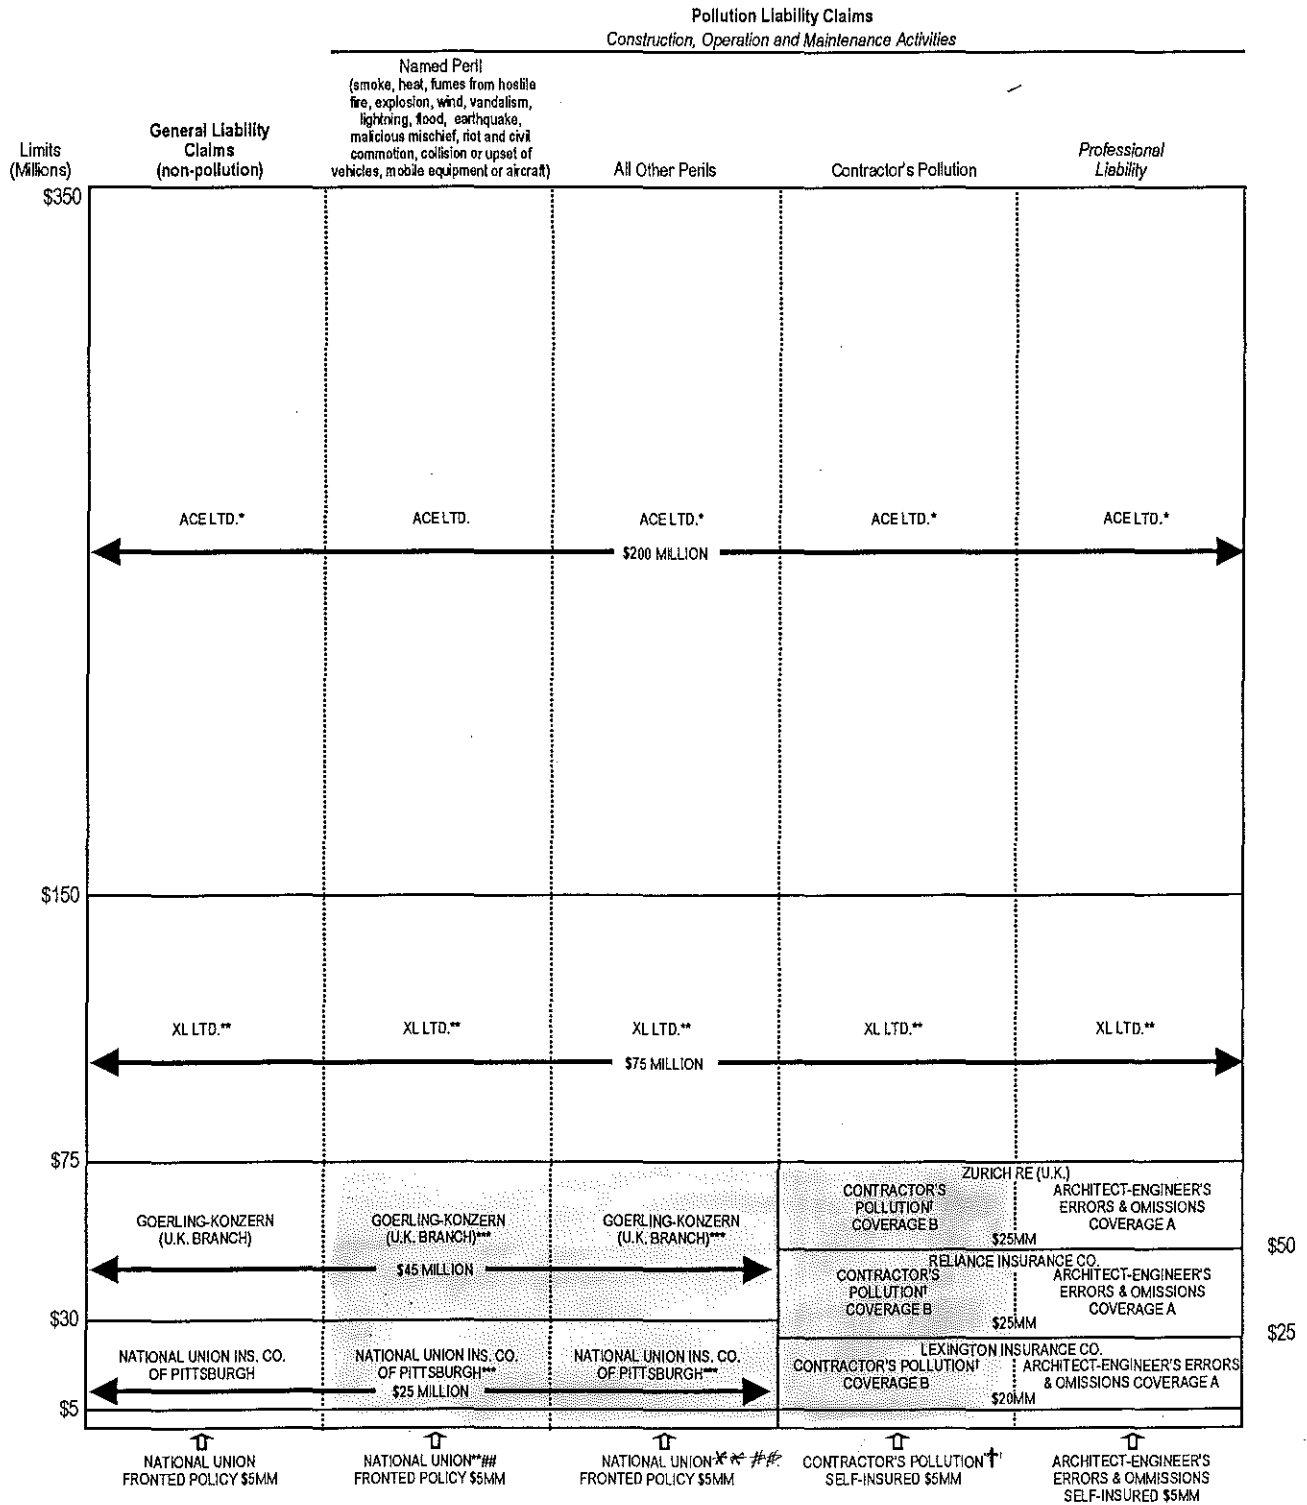 Pollution Liability Claims
Construction, Operation and Maintenance Activities
Named Peril
(smoke, heat, fumes from hostile
fire, explosion, wind, vandalism,
lightning, flood, earthquake,
malicious mischief, riot and civil
commotion, collision or upset of
vehicles, mobile equipment or aircraft)
Limits
(Millions)
General Liability
Claims
(non-pollution)
All Other Perils
Contractor's Pollution
Professional
Liability
$350
ACE LTD.*
ACE LTD.
ACE LTD.*
ACE LTD.*
ACE LTD.*
$200 MILLION
$150
XL LTD.**
XL LTD.**
XL LTD.**
XL LTD.**
XL LTD.**
$75 MILLION
$75
GOERLING-KONZERN
(U.K. BRANCH)
GOERLING-KONZERN
(U.K. BRANCH)***
GOERLING-KONZERN
(U.K. BRANCH)***
$45 MILLION
ZURICH RE (U.K.)
CONTRACTOR'S
POLLUTION†
COVERAGE B
ARCHITECT-ENGINEER'S
ERRORS & OMISSIONS
COVERAGE A
$25MM
$50
RELIANCE INSURANCE CO.
CONTRACTOR'S
POLLUTION†
COVERAGE B
ARCHITECT-ENGINEER'S
ERRORS & OMISSIONS
COVERAGE A
$25MM
$30
$25
NATIONAL UNION INS. CO.
OF PITTSBURGH
NATIONAL UNION INS. CO.
OF PITTSBURGH***
NATIONAL UNION INS. CO.
OF PITTSBURGH***
$25 MILLION
LEXINGTON INSURANCE CO.
CONTRACTOR'S POLLUTION†
COVERAGE B
ARCHITECT-ENGINEER'S ERRORS
& OMISSIONS COVERAGE A
$20MM
$5
NATIONAL UNION
FRONTED POLICY $5MM
NATIONAL UNION**##
FRONTED POLICY $5MM
NATIONAL UNION**##
FRONTED POLICY $5MM
CONTRACTOR'S POLLUTION†
SELF-INSURED $5MM
ARCHITECT-ENGINEER'S
ERRORS & OMMISSIONS
SELF-INSURED $5MM